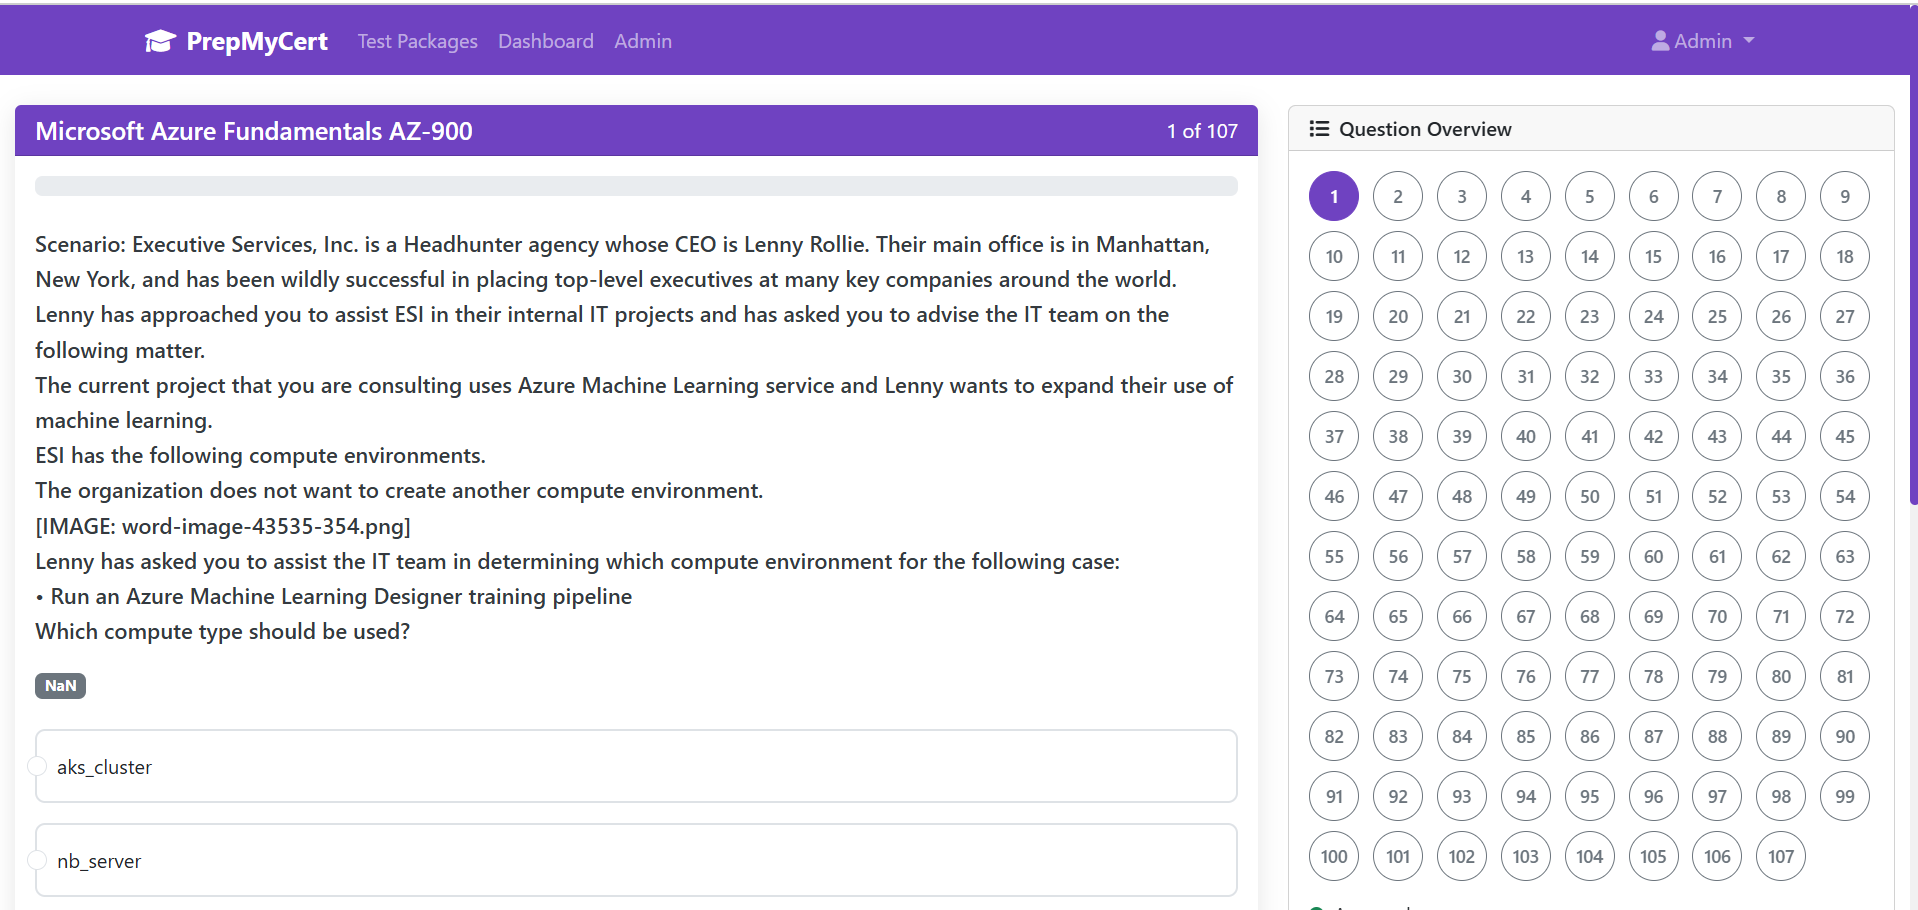 PrepMyCert Test Packages Dashboard Admin Admin
Microsoft Azure Fundamentals AZ-900 1 of 107
Scenario: Executive Services, Inc. is a Headhunter agency whose CEO is Lenny Rollie. Their main office is in Manhattan,
New York, and has been wildly successful in placing top-level executives at many key companies around the world.
Lenny has approached you to assist ESI in their internal IT projects and has asked you to advise the IT team on the
following matter.
The current project that you are consulting uses Azure Machine Learning service and Lenny wants to expand their use of
machine learning.
ESI has the following compute environments.
The organization does not want to create another compute environment.
[IMAGE: word-image-43535-354.png]
Lenny has asked you to assist the IT team in determining which compute environment for the following case:
• Run an Azure Machine Learning Designer training pipeline
Which compute type should be used?
NaN
aks_cluster
nb_server
Question Overview
1 2 3 4 5 6 7 8 9
10 11 12 13 14 15 16 17 18
19 20 21 22 23 24 25 26 27
28 29 30 31 32 33 34 35 36
37 38 39 40 41 42 43 44 45
46 47 48 49 50 51 52 53 54
55 56 57 58 59 60 61 62 63
64 65 66 67 68 69 70 71 72
73 74 75 76 77 78 79 80 81
82 83 84 85 86 87 88 89 90
91 92 93 94 95 96 97 98 99
100 101 102 103 104 105 106 107